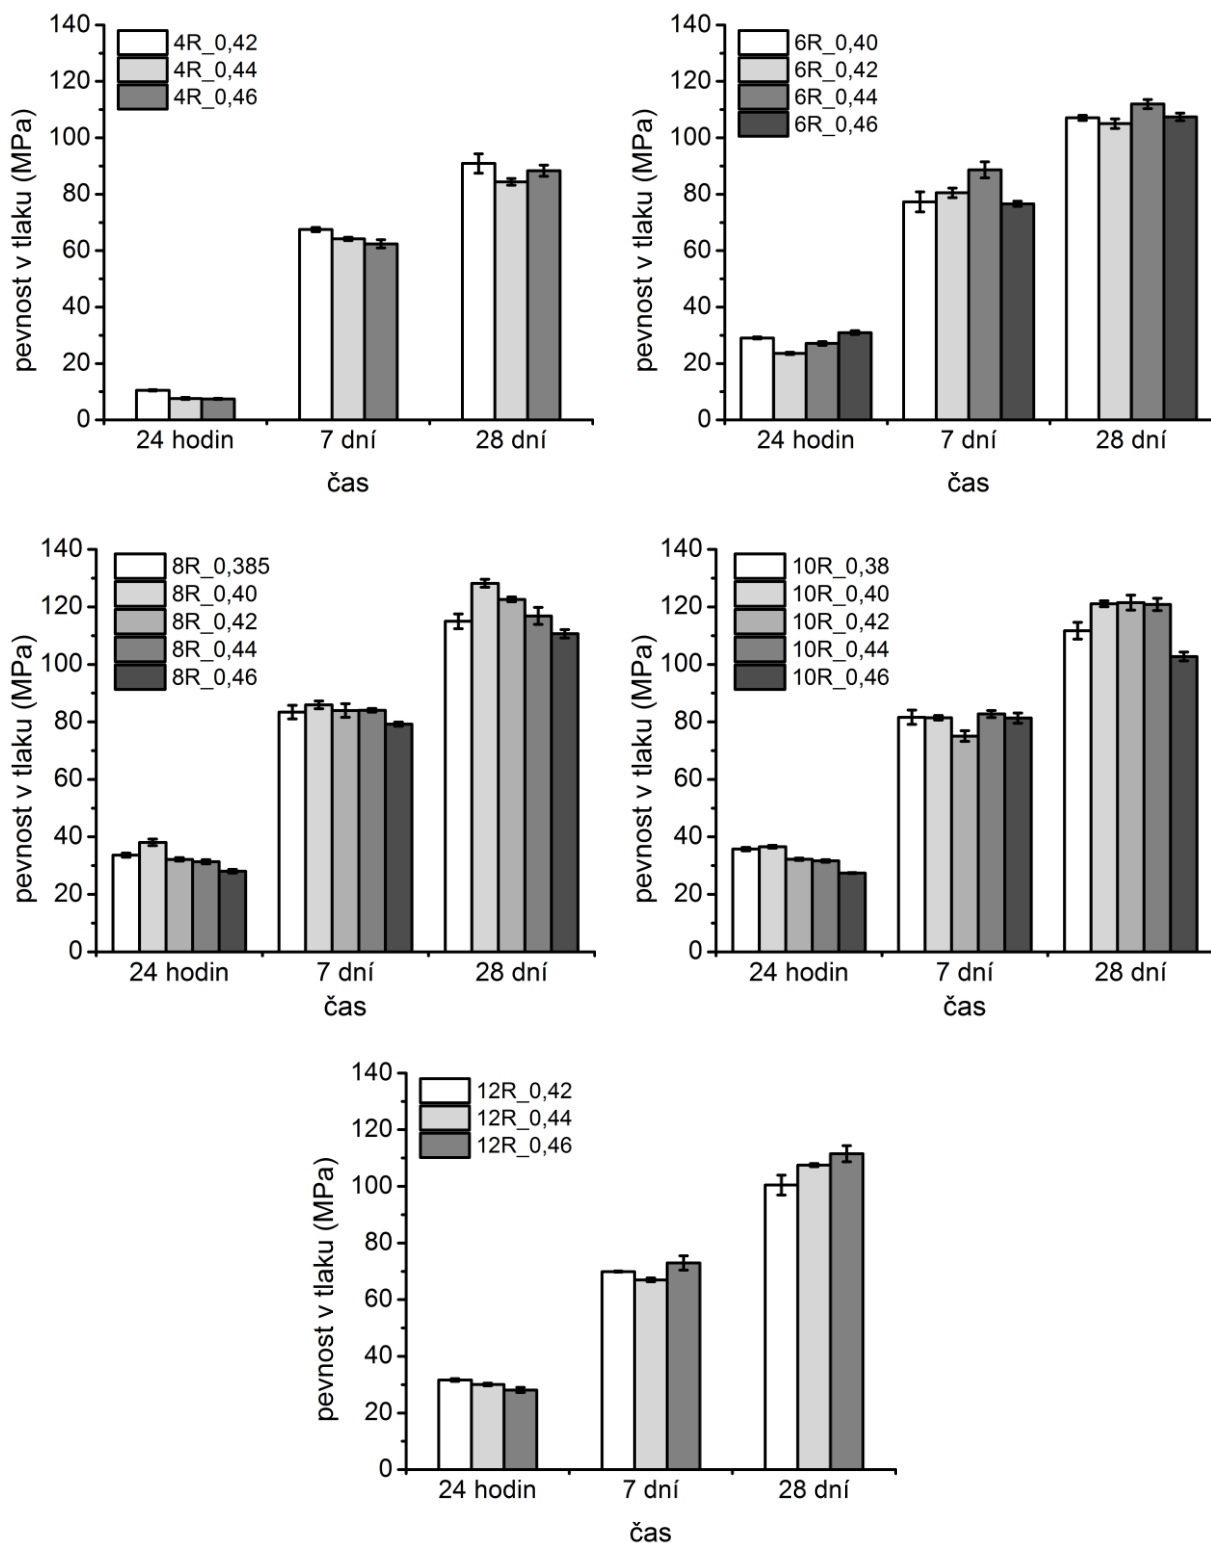 140
120
100
80
60
40
20
0
pevnost v tlaku (MPa)
4R_0,42
4R_0,44
4R_0,46
24 hodin 7 dní 28 dní
čas
140
120
100
80
60
40
20
0
pevnost v tlaku (MPa)
6R_0,40
6R_0,42
6R_0,44
6R_0,46
24 hodin 7 dní 28 dní
čas
140
120
100
80
60
40
20
0
pevnost v tlaku (MPa)
8R_0,385
8R_0,40
8R_0,42
8R_0,44
8R_0,46
24 hodin 7 dní 28 dní
čas
140
120
100
80
60
40
20
0
pevnost v tlaku (MPa)
10R_0,38
10R_0,40
10R_0,42
10R_0,44
10R_0,46
24 hodin 7 dní 28 dní
čas
140
120
100
80
60
40
20
0
pevnost v tlaku (MPa)
12R_0,42
12R_0,44
12R_0,46
24 hodin 7 dní 28 dní
čas